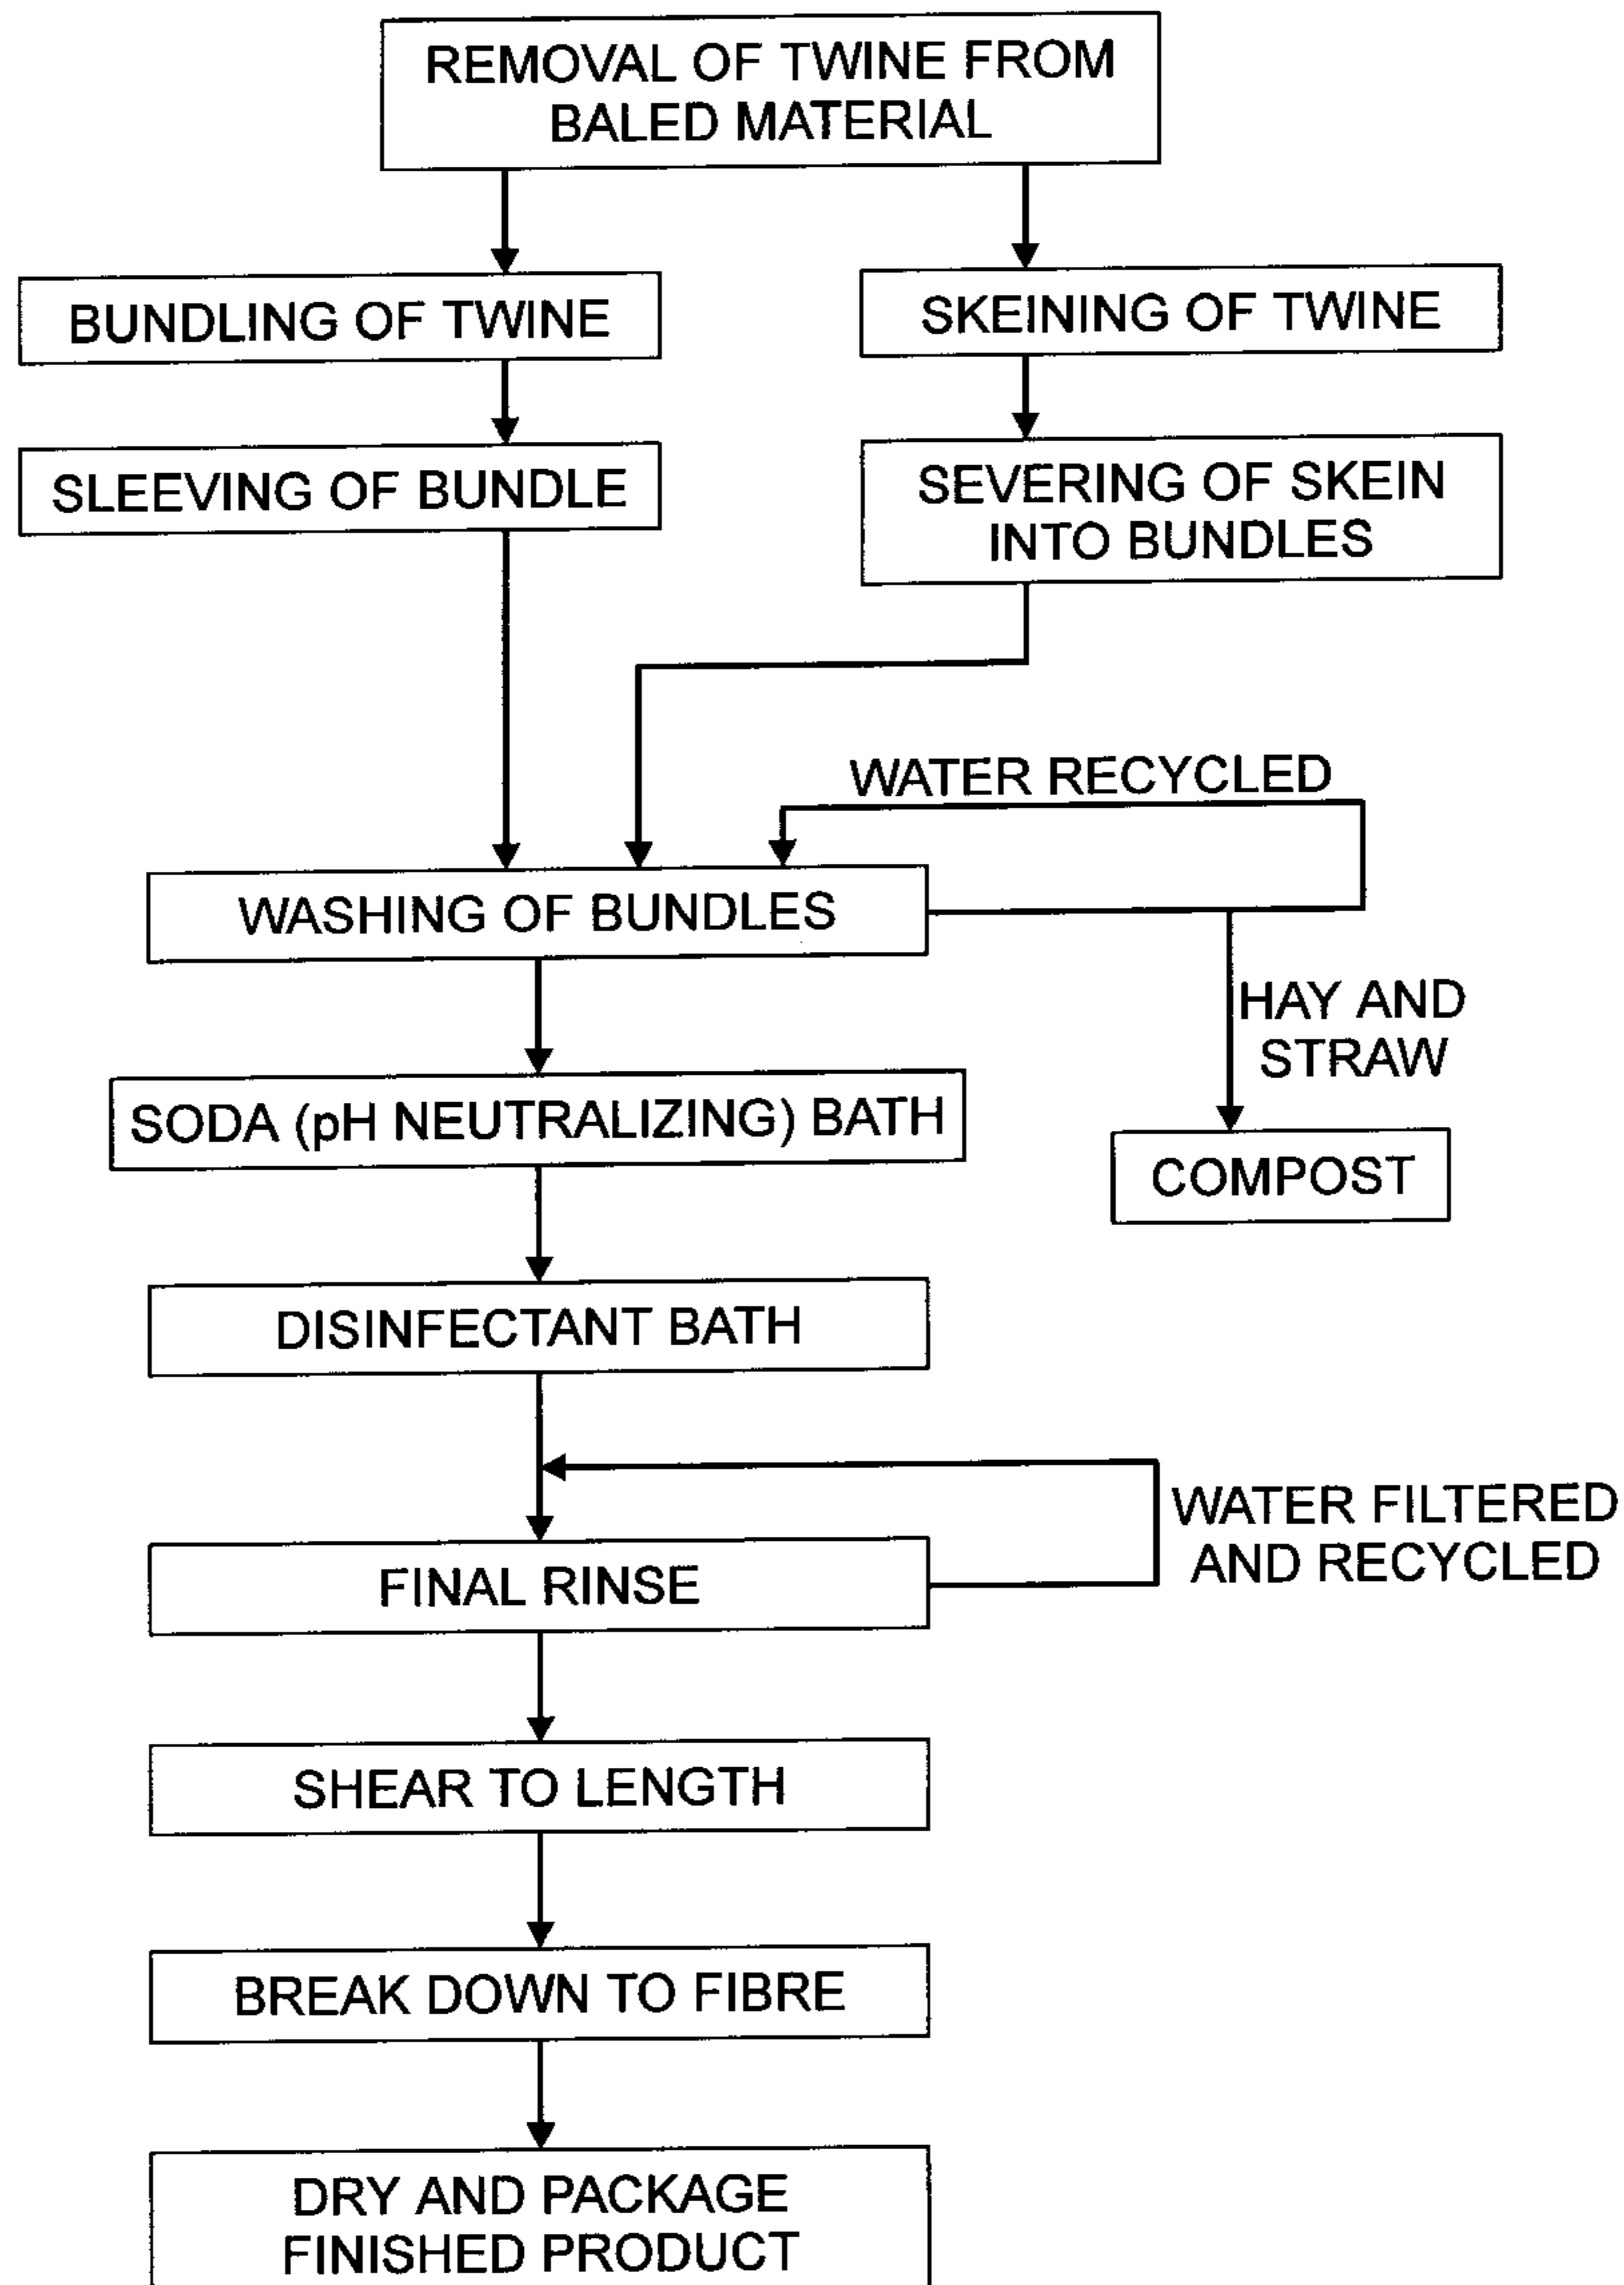 REMOVAL OF TWINE FROM
BALED MATERIAL
BUNDLING OF TWINE
SKEINING OF TWINE
SLEEVING OF BUNDLE
SEVERING OF SKEIN
INTO BUNDLES
WATER RECYCLED
WASHING OF BUNDLES
HAY AND
STRAW
SODA (pH NEUTRALIZING) BATH
COMPOST
DISINFECTANT BATH
WATER FILTERED
AND RECYCLED
FINAL RINSE
SHEAR TO LENGTH
BREAK DOWN TO FIBRE
DRY AND PACKAGE
FINISHED PRODUCT